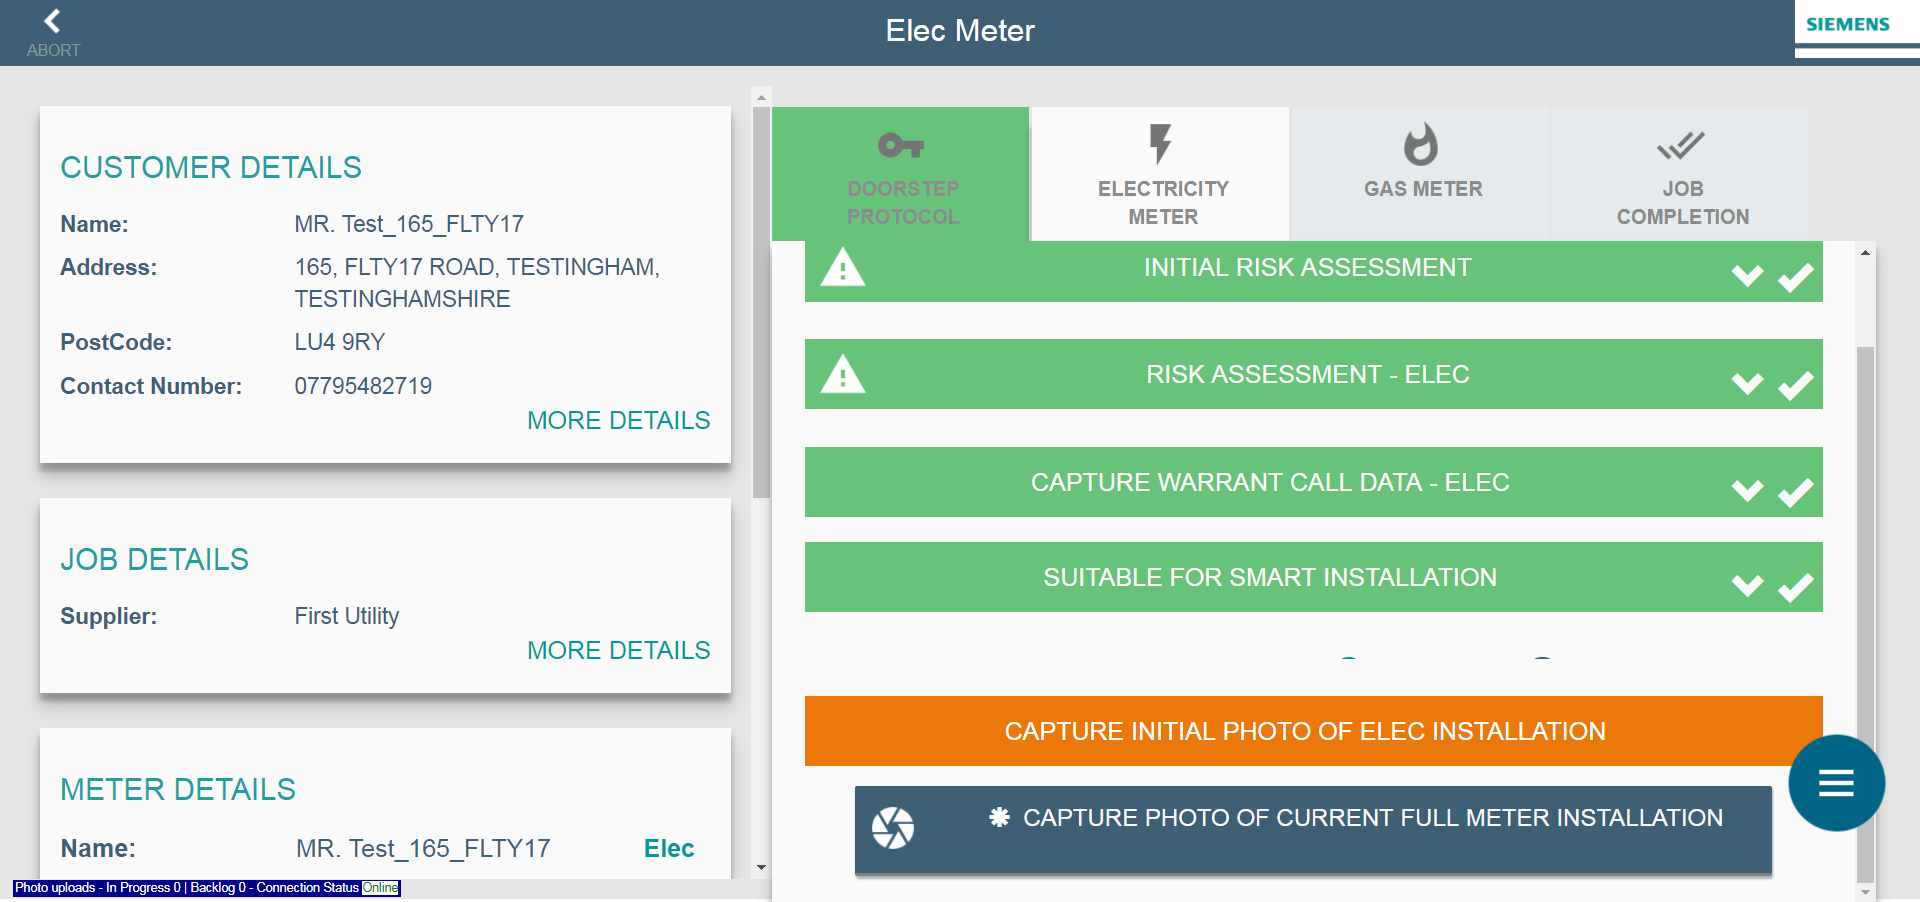 ABORT
Elec Meter
SIEMENS
CUSTOMER DETAILS
Name: MR. Test_165_FLTY17
Address: 165, FLTY17 ROAD, TESTINGHAM,
TESTINGHAMSHIRE
PostCode: LU4 9RY
Contact Number: 07795482719
MORE DETAILS
JOB DETAILS
Supplier: First Utility
MORE DETAILS
METER DETAILS
Name: MR. Test_165_FLTY17 Elec
Photo uploads - In Progress 0 | Backlog 0 - Connection Status Online
DOORSTEP
PROTOCOL
ELECTRICITY
METER
GAS METER
JOB
COMPLETION
INITIAL RISK ASSESSMENT
RISK ASSESSMENT - ELEC
CAPTURE WARRANT CALL DATA - ELEC
SUITABLE FOR SMART INSTALLATION
CAPTURE INITIAL PHOTO OF ELEC INSTALLATION
✱ CAPTURE PHOTO OF CURRENT FULL METER INSTALLATION